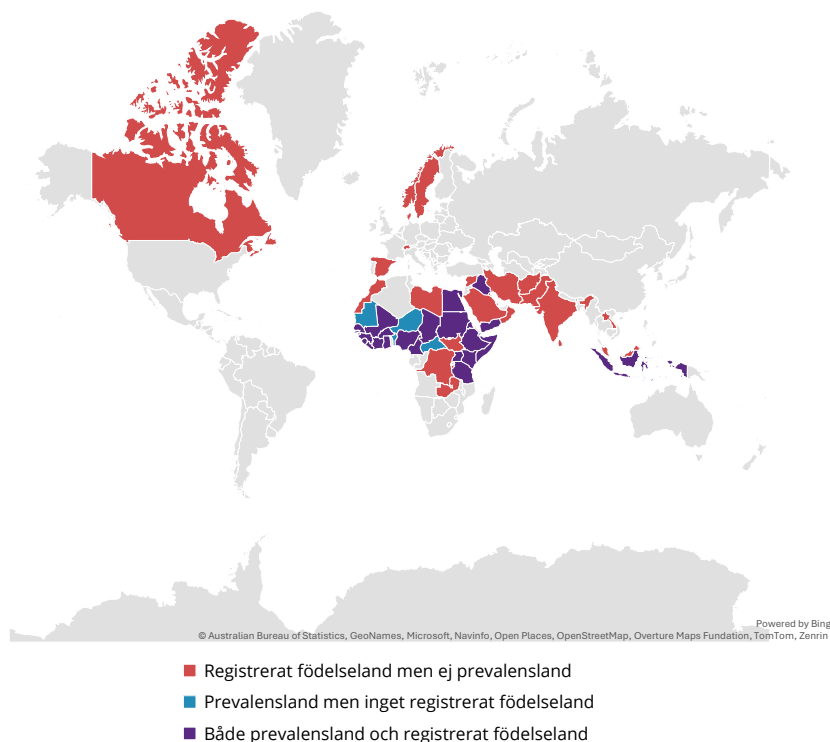 Powered by Bing
© Australian Bureau of Statistics, GeoNames, Microsoft, Navinfo, Open Places, OpenStreetMap, Overture Maps Fundation, TomTom, Zenrin
Registrerat födelseland men ej prevalensland
Prevalensland men inget registrerat födelseland
Både prevalensland och registrerat födelseland